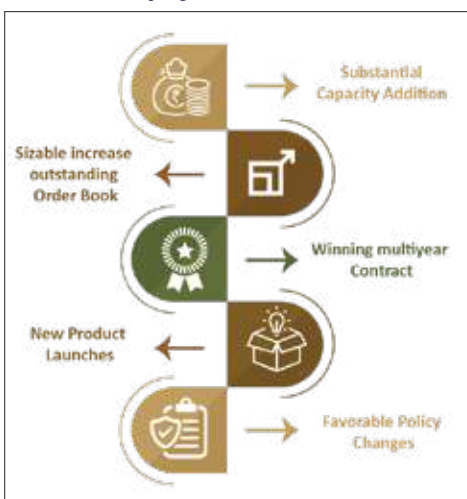 Substantial
Capacity Addition
Sizable increase
outstanding
Order Book
Winning multiyear
Contract
New Product
Launches
Favorable Policy
Changes